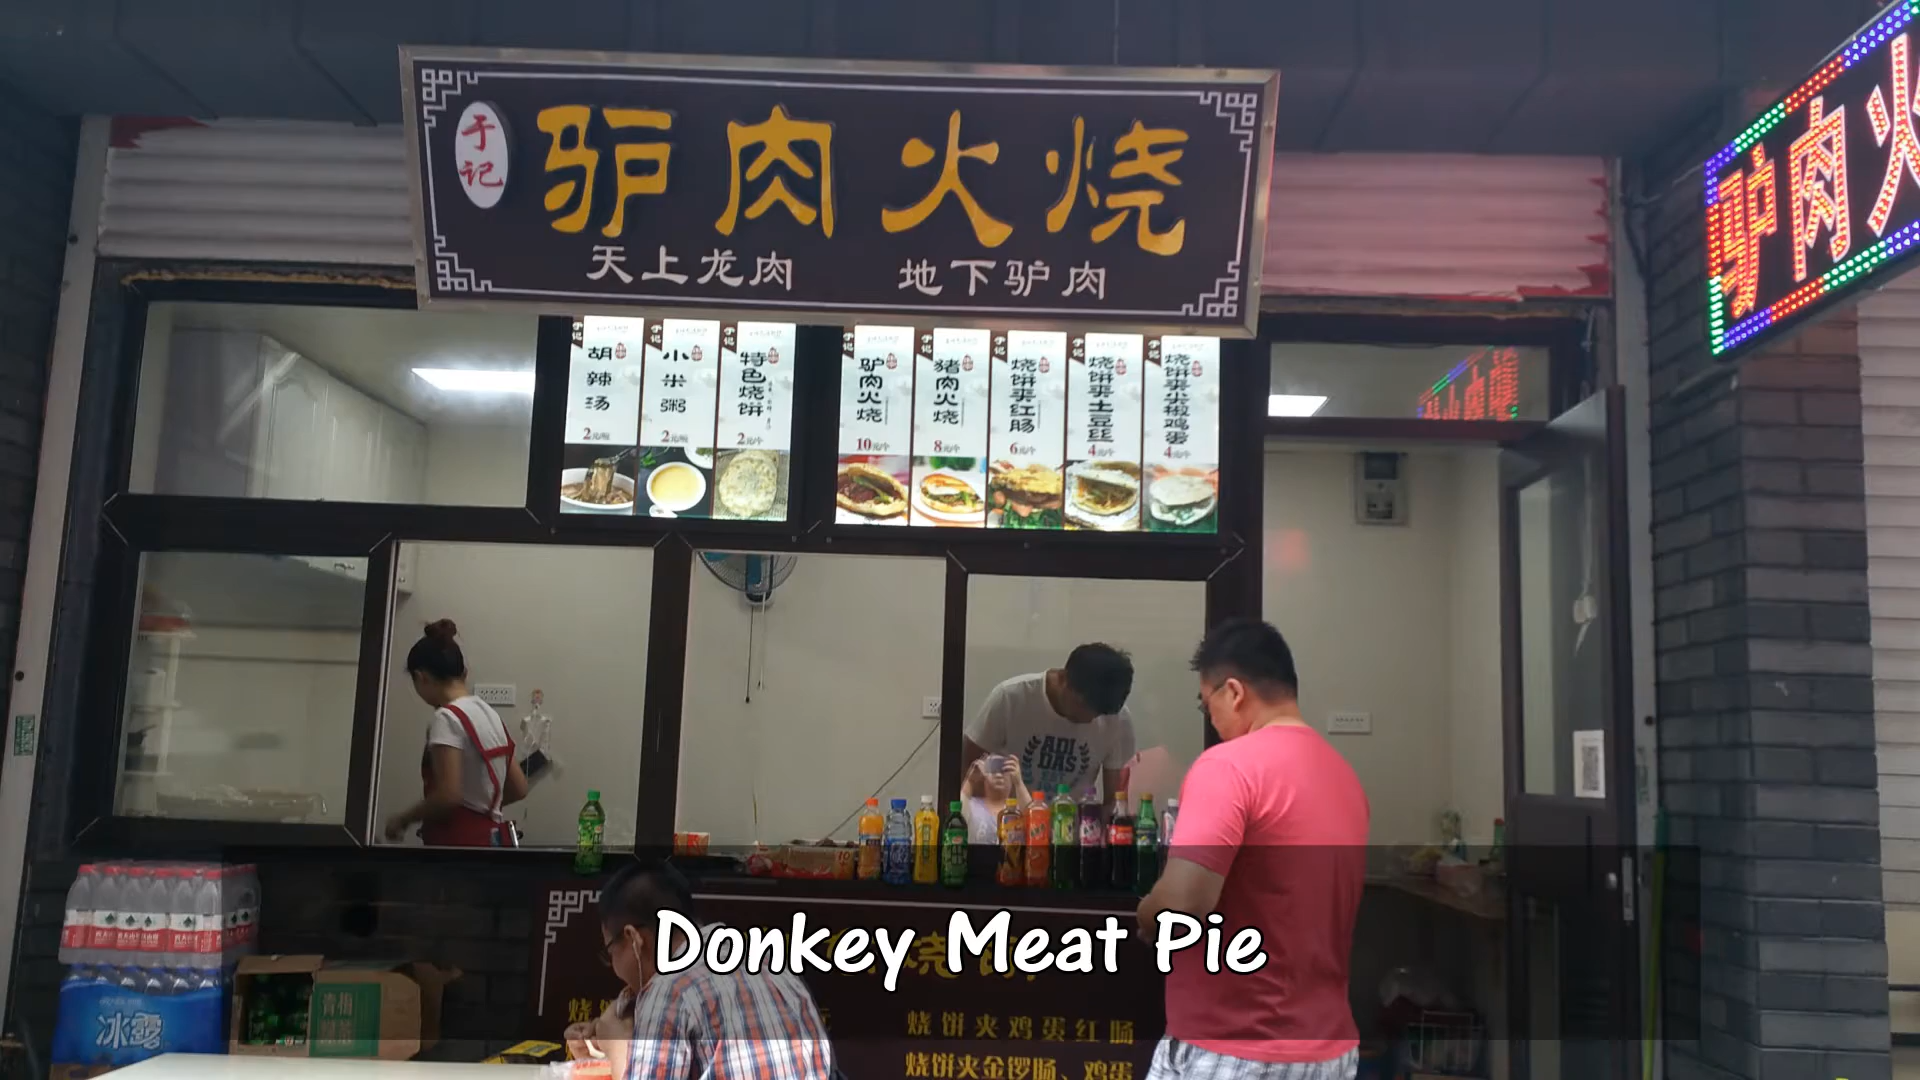 于记
驴肉火烧
天上龙肉 地下驴肉
驴肉火
胡辣汤
2元/碗
小米粥
2元/碗
特色烧饼
2元/个
驴肉火烧
10元/个
猪肉火烧
8元/个
烧饼夹红肠
6元/个
烧饼夹土豆丝
4元/个
烧饼夹尖椒鸡蛋
4元/个
ADI
DAS
冰露
青梅
Donkey Meat Pie
烧饼夹鸡蛋红肠
烧饼夹金锣肠、鸡蛋